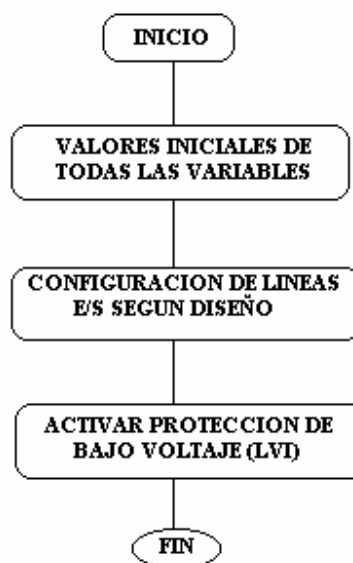 INICIO
VALORES INICIALES DE
TODAS LAS VARIABLES
CONFIGURACION DE LINEAS
E/S SEGUN DISEÑO
ACTIVAR PROTECCION DE
BAJO VOLTAJE (LVI)
FIN